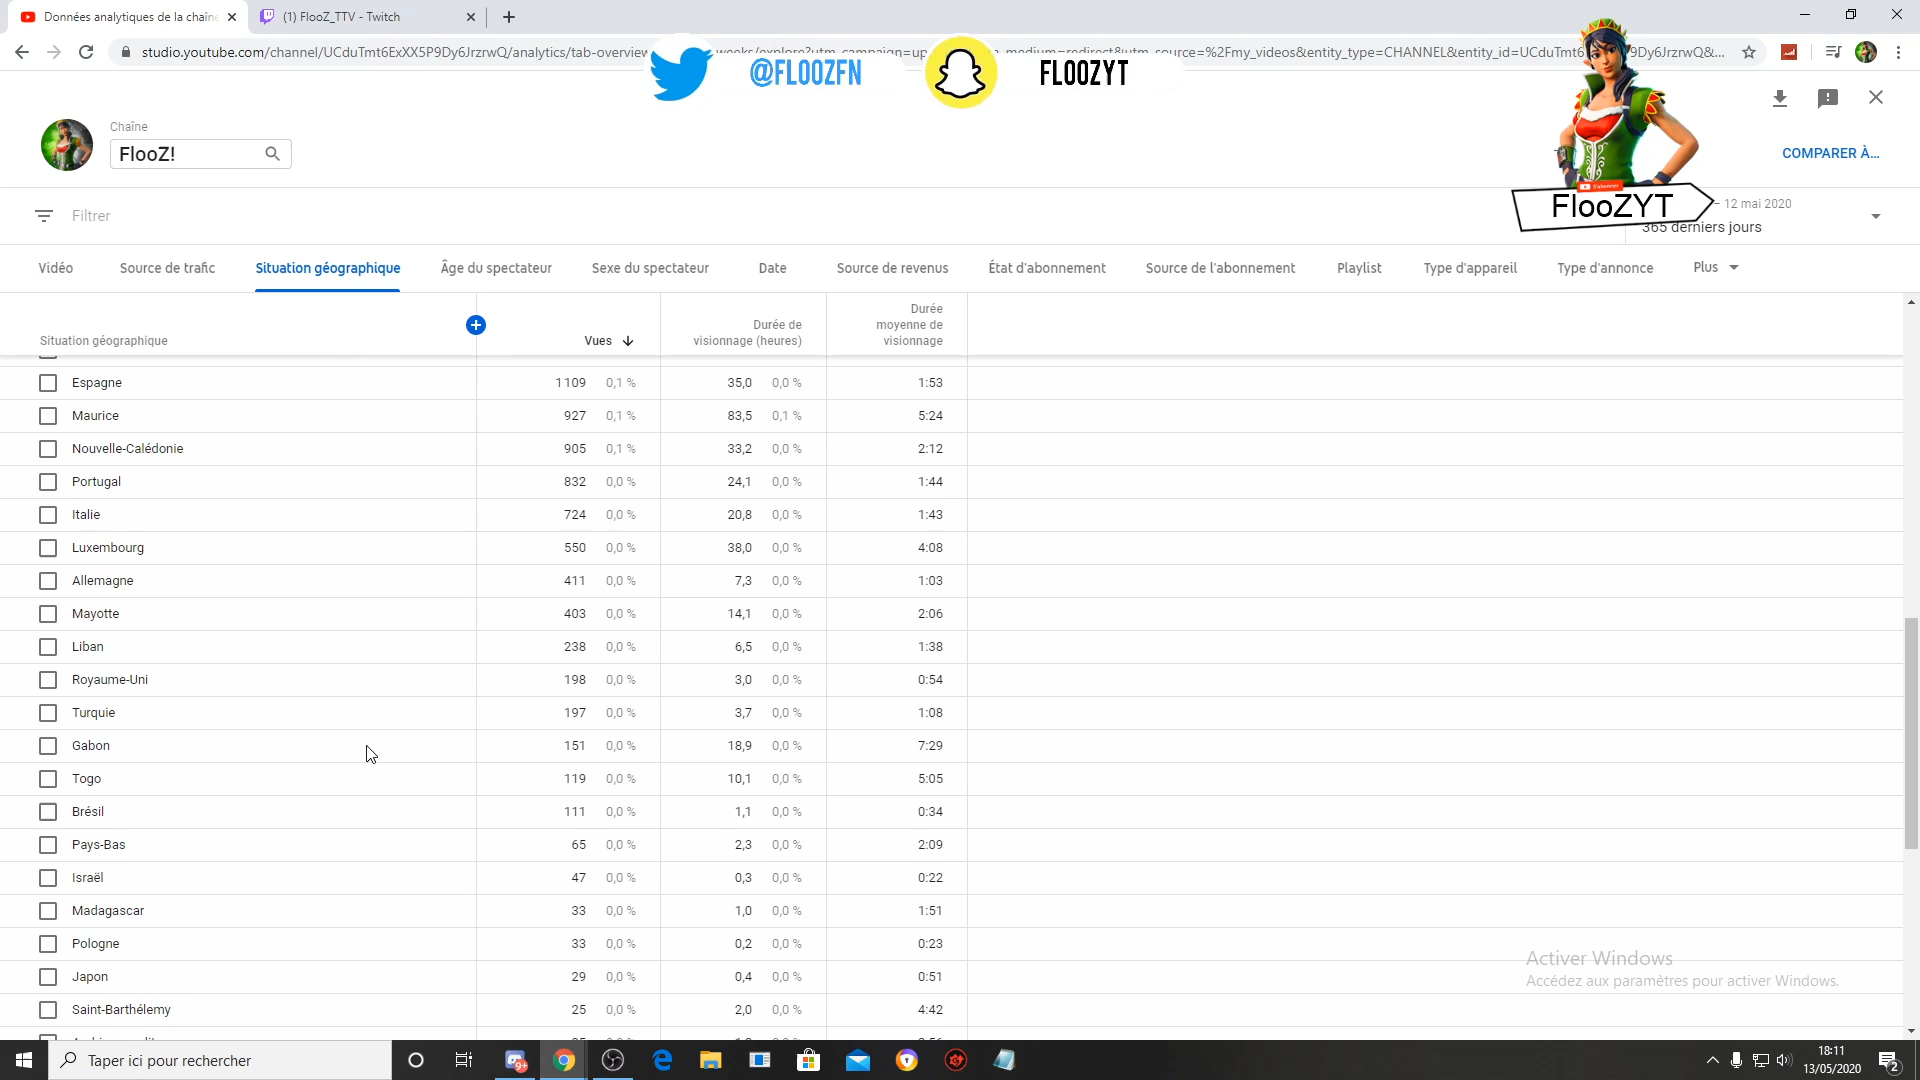 Données analytiques de la chaîne
(1) FlooZ_TTV - Twitch
studio.youtube.com/channel/UCduTmt6ExXX5P9Dy6JrzrwQ/analytics/tab-overview
@FLOOZFN
FLOOZYT
Chaîne
FlooZ!
COMPARER À...
Filtrer
FlooZYT
– 12 mai 2020
365 derniers jours
Vidéo Source de trafic Situation géographique Âge du spectateur Sexe du spectateur Date Source de revenus État d'abonnement Source de l'abonnement Playlist Type d'appareil Type d'annonce Plus
Situation géographique Vues Durée de visionnage (heures) Durée moyenne de visionnage
Espagne 1109 0,1 % 35,0 0,0 % 1:53
Maurice 927 0,1 % 83,5 0,1 % 5:24
Nouvelle-Calédonie 905 0,1 % 33,2 0,0 % 2:12
Portugal 832 0,0 % 24,1 0,0 % 1:44
Italie 724 0,0 % 20,8 0,0 % 1:43
Luxembourg 550 0,0 % 38,0 0,0 % 4:08
Allemagne 411 0,0 % 7,3 0,0 % 1:03
Mayotte 403 0,0 % 14,1 0,0 % 2:06
Liban 238 0,0 % 6,5 0,0 % 1:38
Royaume-Uni 198 0,0 % 3,0 0,0 % 0:54
Turquie 197 0,0 % 3,7 0,0 % 1:08
Gabon 151 0,0 % 18,9 0,0 % 7:29
Togo 119 0,0 % 10,1 0,0 % 5:05
Brésil 111 0,0 % 1,1 0,0 % 0:34
Pays-Bas 65 0,0 % 2,3 0,0 % 2:09
Israël 47 0,0 % 0,3 0,0 % 0:22
Madagascar 33 0,0 % 1,0 0,0 % 1:51
Pologne 33 0,0 % 0,2 0,0 % 0:23
Japon 29 0,0 % 0,4 0,0 % 0:51
Saint-Barthélemy 25 0,0 % 2,0 0,0 % 4:42
Activer Windows
Accédez aux paramètres pour activer Windows.
Taper ici pour rechercher
9+
18:11
13/05/2020
2